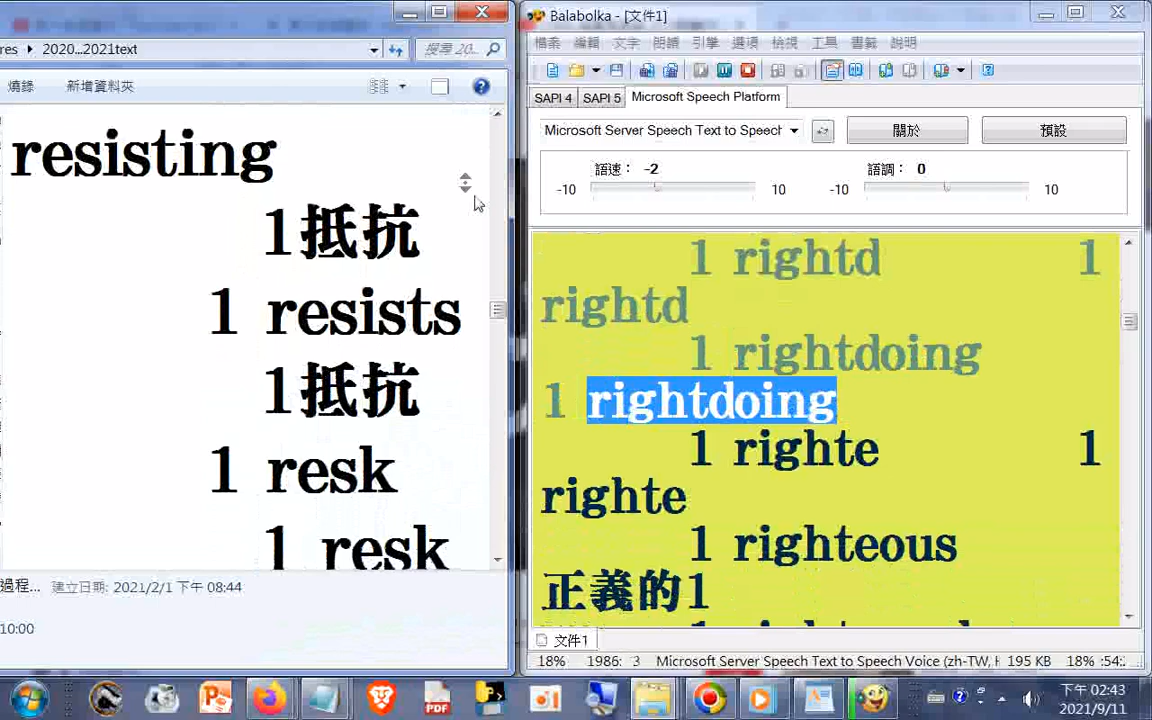 res ▸ 2020...2021text
搜尋 20...
燒錄 新增資料夾
resisting
1抵抗
1 resists
1抵抗
1 resk
1 resk
過程... 建立日期: 2021/2/1 下午 08:44
10:00
Balabolka - [文件1]
檔案 編輯 文字 朗讀 引擎 選項 檢視 工具 書籤 說明
SAPI 4 SAPI 5 Microsoft Speech Platform
Microsoft Server Speech Text to Speech
關於 預設
語速: -2 語調: 0
-10 10 -10 10
1 rightd 1
rightd
1 rightdoing
1 rightdoing
1 righte 1
righte
1 righteous
正義的1
文件1
18% 1986: 3 Microsoft Server Speech Text to Speech Voice (zh-TW, H 195 KB 18% :54:
PDF
下午 02:43
2021/9/11